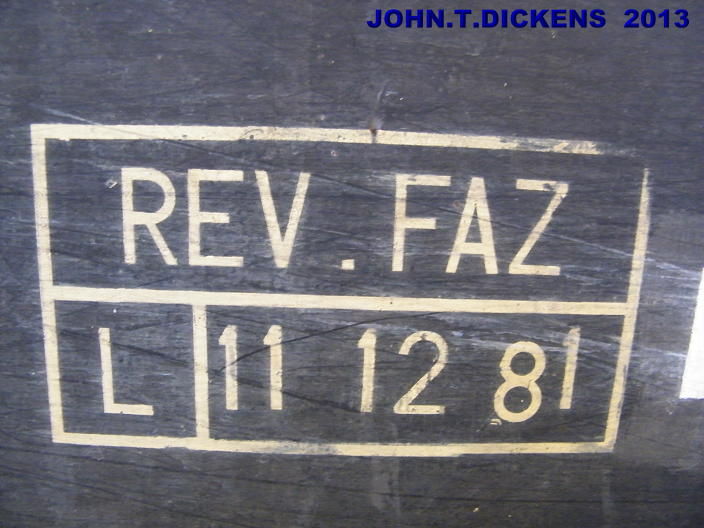 JOHN.T.DICKENS 2013
REV. FAZ
L 11 12 81